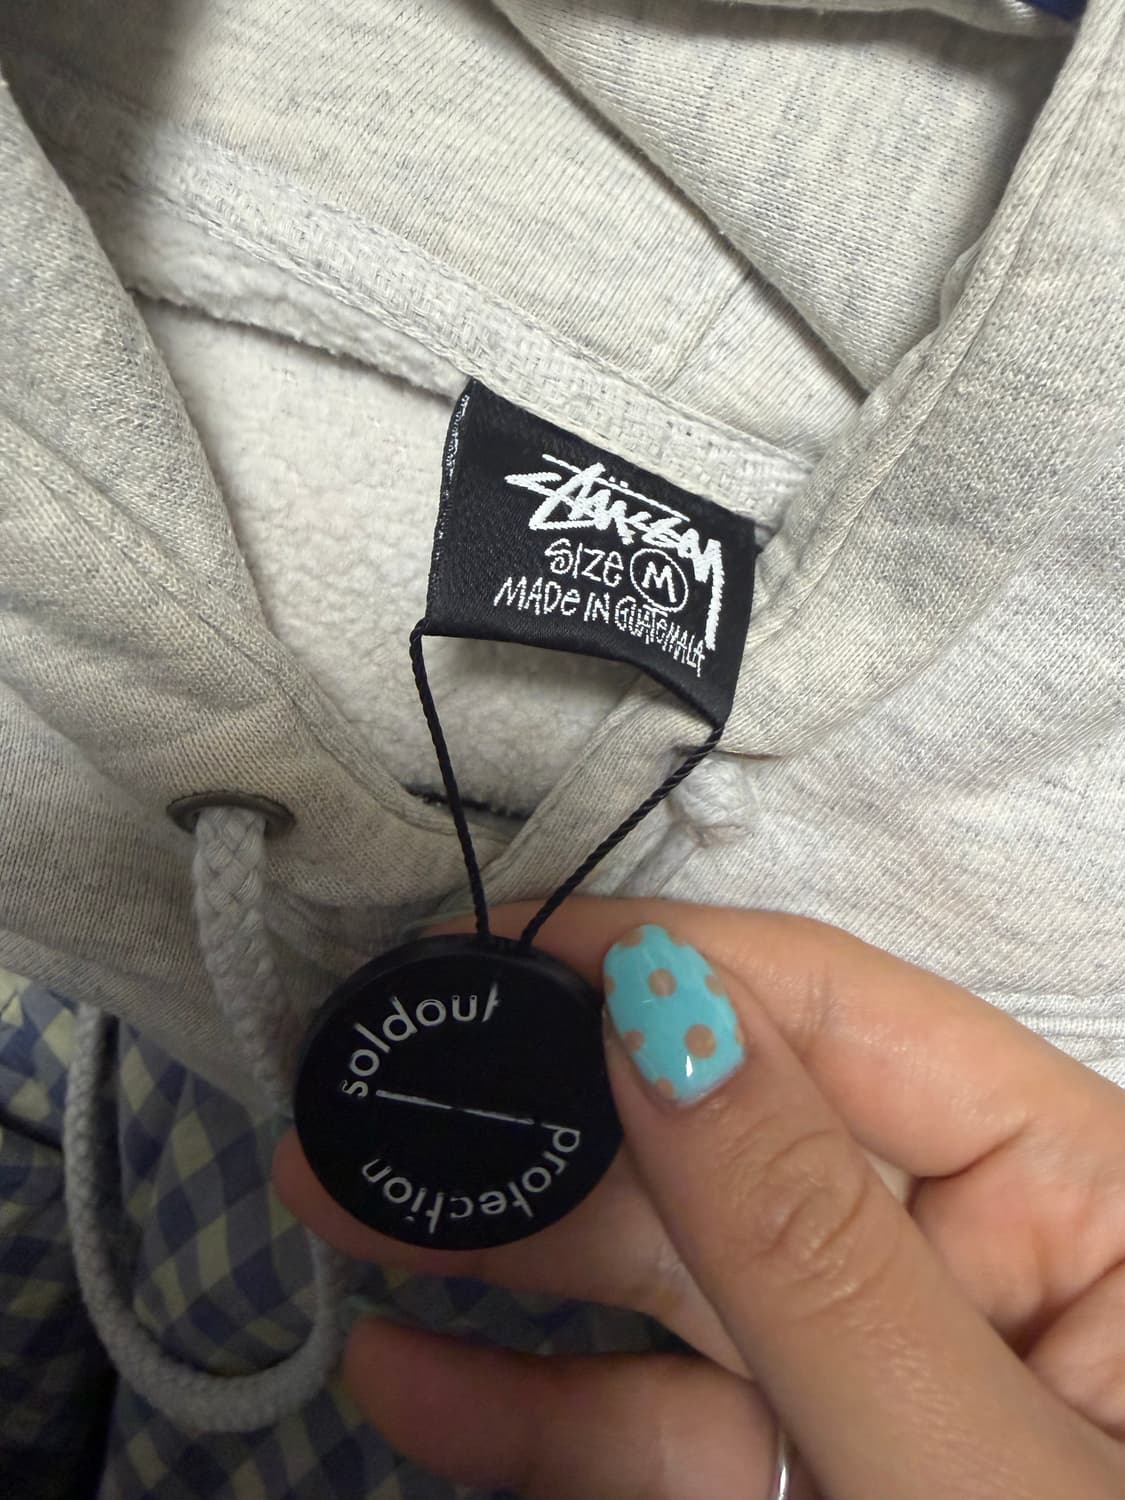 STÜSSY
SIZE M
MADE IN GUATEMALA
soldout
protection